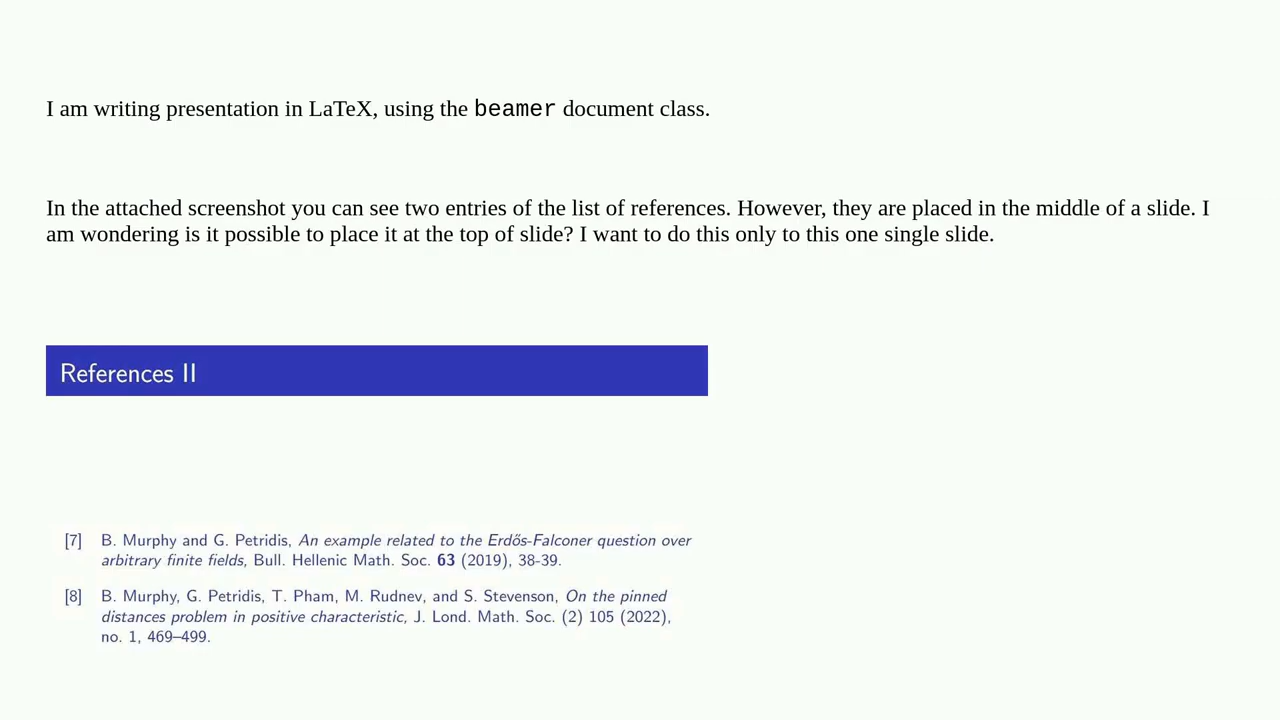 I am writing presentation in LaTeX, using the beamer document class.
In the attached screenshot you can see two entries of the list of references. However, they are placed in the middle of a slide. I
am wondering is it possible to place it at the top of slide? I want to do this only to this one single slide.
References II
[7] B. Murphy and G. Petridis, An example related to the Erdős-Falconer question over
arbitrary finite fields, Bull. Hellenic Math. Soc. 63 (2019), 38-39.
[8] B. Murphy, G. Petridis, T. Pham, M. Rudnev, and S. Stevenson, On the pinned
distances problem in positive characteristic, J. Lond. Math. Soc. (2) 105 (2022),
no. 1, 469–499.